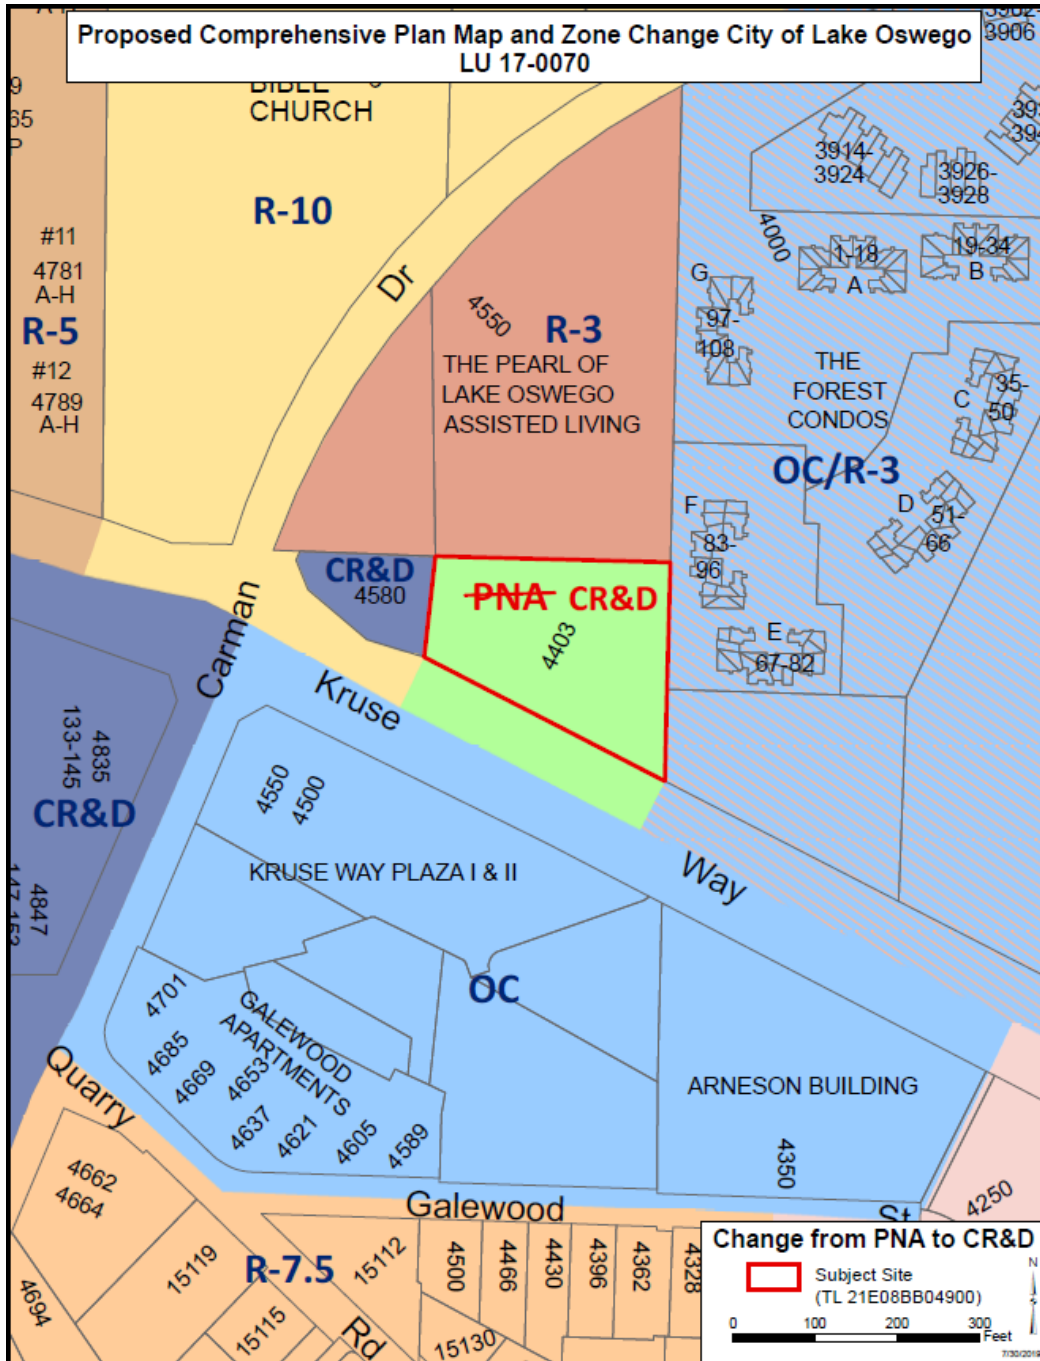 Proposed Comprehensive Plan Map and Zone Change City of Lake Oswego
LU 17-0070
3906
BIBLE
CHURCH
9
65
P
R-10
#11
4781
A-H
R-5
#12
4789
A-H
Dr
4550
R-3
THE PEARL OF
LAKE OSWEGO
ASSISTED LIVING
3914-
3924
3926-
3928
4000
1-18
A
19-34
B
G
97-
108
THE
FOREST
CONDOS
C
35-
50
OC/R-3
D
51-
66
F
83-
96
E
67-82
CR&D
4580
PNA CR&D
4403
Carman
Kruse
Way
4835
133-145
CR&D
4847
147-153
4550
4500
KRUSE WAY PLAZA I & II
OC
4701
4685
4669
4653
4637
4621
4605
4589
GALEWOOD
APARTMENTS
ARNESON BUILDING
4350
4250
Quarry
Rd
Galewood
St
4662
4664
4694
15119
15115
R-7.5
15112
15130
4500
4466
4430
4396
4362
4328
Change from PNA to CR&D
Subject Site
(TL 21E08BB04900)
N
0 100 200 300
Feet